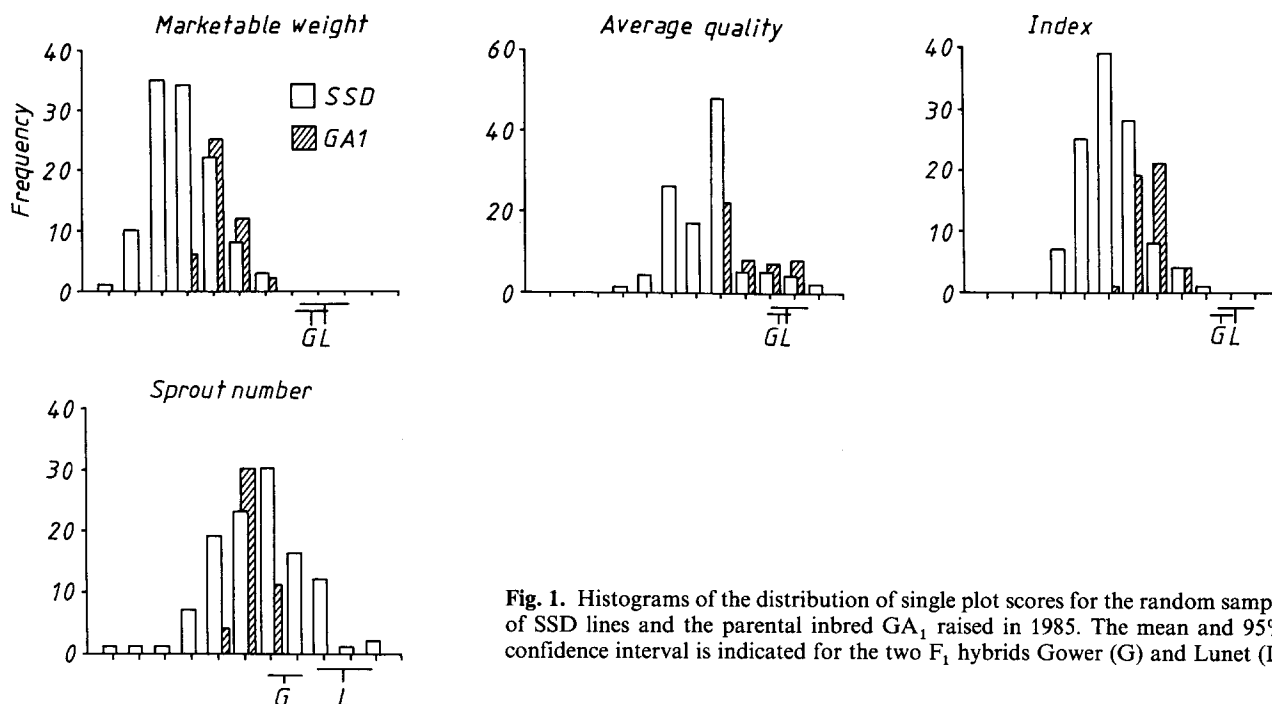 Marketable weight
Average quality
Index
40
30
20
10
0
Frequency
SSD
GA1
G L
60
40
20
0
G L
40
30
20
10
0
G L
Sprout number
40
30
20
10
0
G
Fig. 1. Histograms of the distribution of single plot scores for the random samp
of SSD lines and the parental inbred GA₁ raised in 1985. The mean and 95%
confidence interval is indicated for the two F₁ hybrids Gower (G) and Lunet (